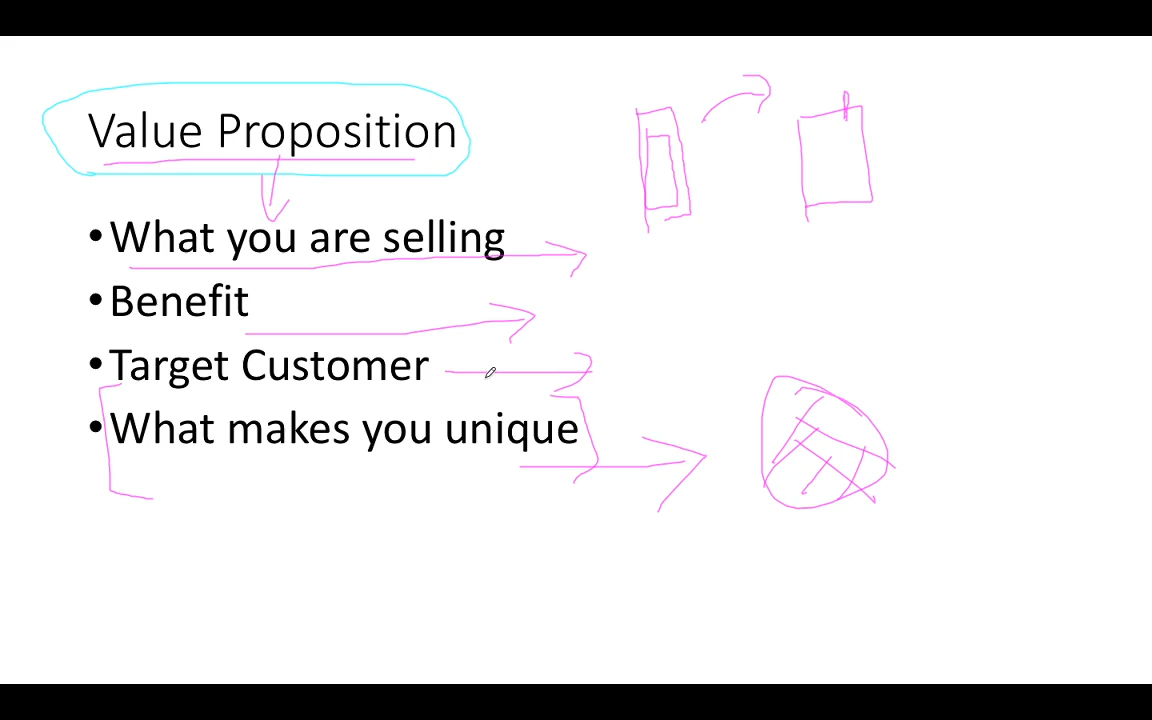 Value Proposition
• What you are selling
• Benefit
• Target Customer
• What makes you unique